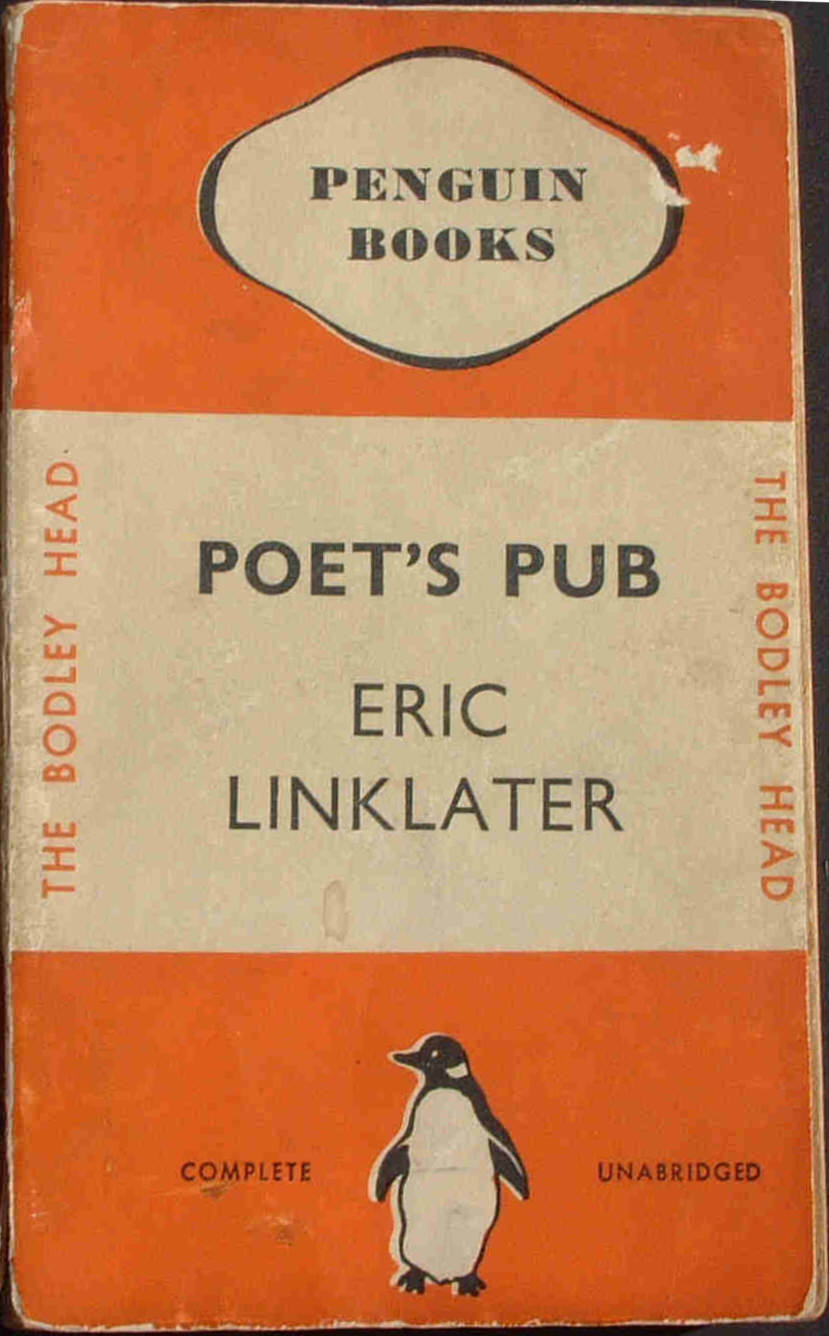 PENGUIN
BOOKS
THE BODLEY HEAD
POET'S PUB
ERIC
LINKLATER
THE BODLEY HEAD
COMPLETE
UNABRIDGED